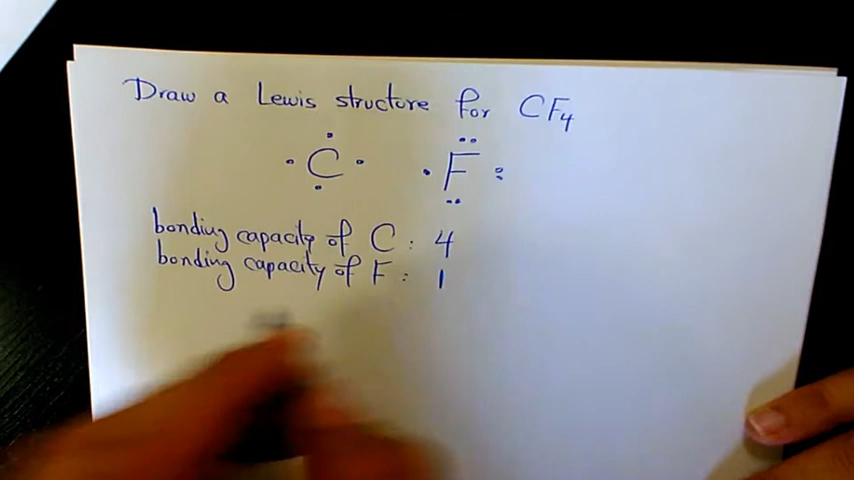 Draw a Lewis structure for CF₄
C F
bonding capacity of C : 4
bonding capacity of F : 1